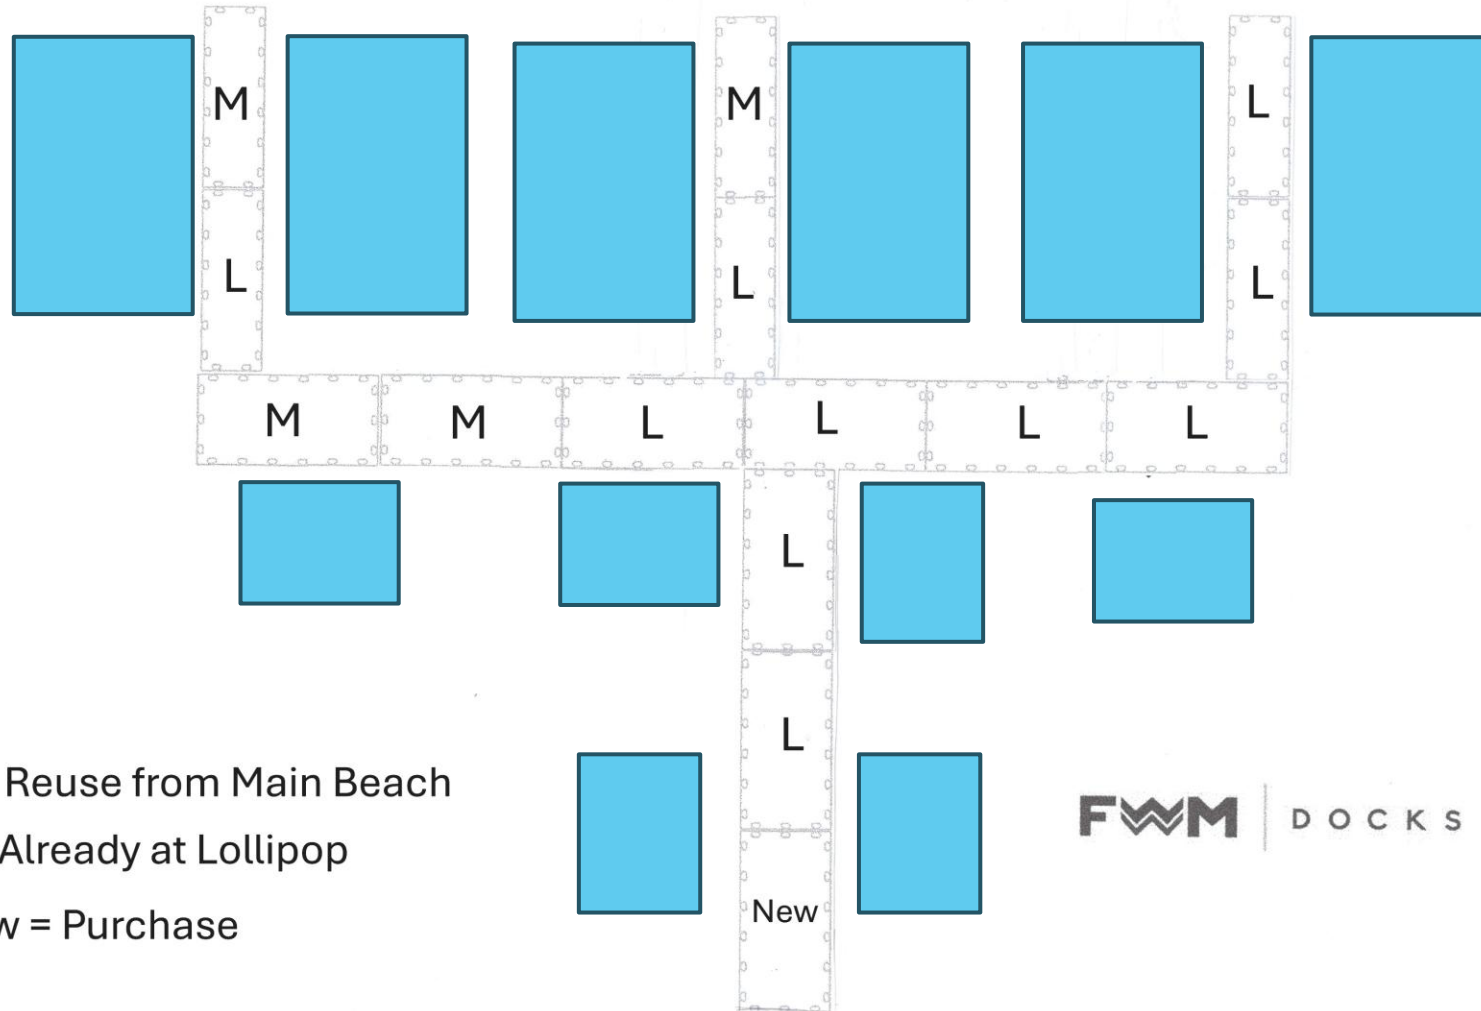 M M L
L L L
M M L L L L
L
L
Reuse from Main Beach
Already at Lollipop
w = Purchase
New
FWM DOCKS